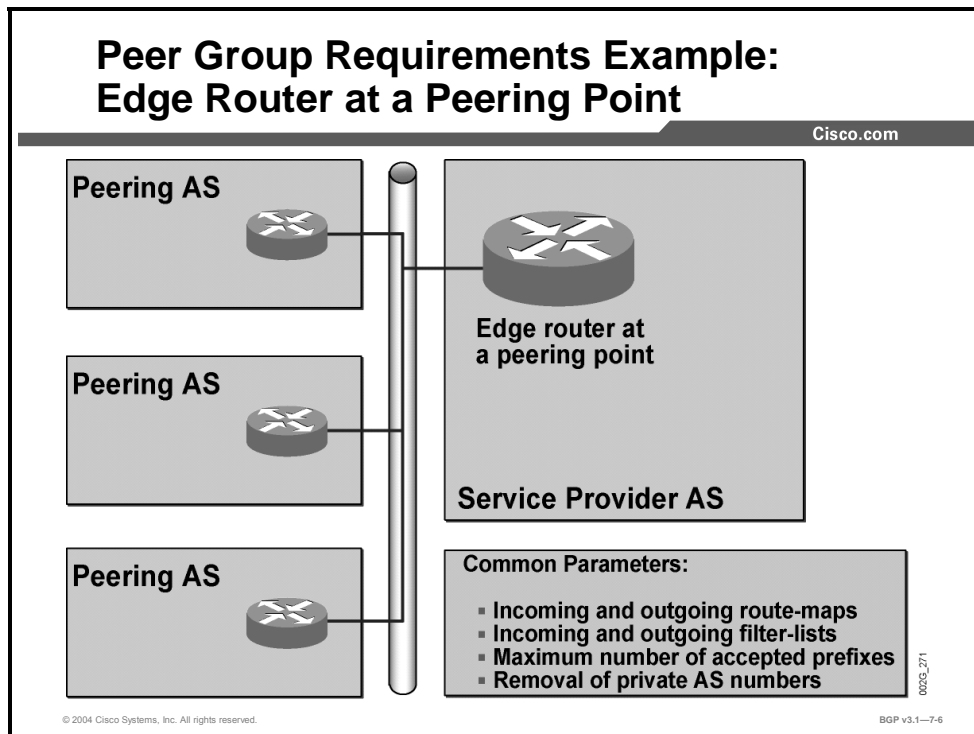 Peer Group Requirements Example:
Edge Router at a Peering Point
Cisco.com
Peering AS
Peering AS
Peering AS
Edge router at
a peering point
Service Provider AS
Common Parameters:
▪ Incoming and outgoing route-maps
▪ Incoming and outgoing filter-lists
▪ Maximum number of accepted prefixes
▪ Removal of private AS numbers
002G_271
© 2004 Cisco Systems, Inc. All rights reserved.
BGP v3.1—7-6